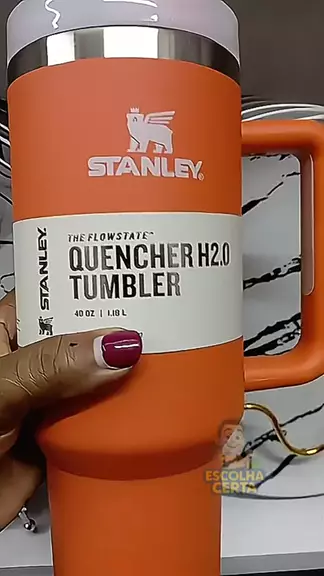 STANLEY®
STANLEY
THE FLOWSTATE™
QUENCHER H2.0
TUMBLER
40 OZ | 1.18 L
ESCOLHA
CERTA